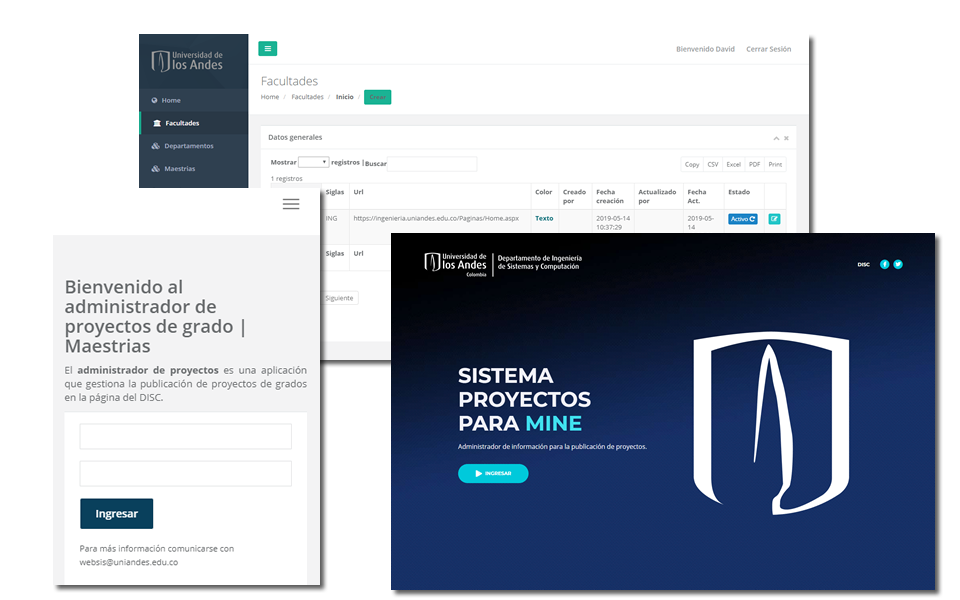 Universidad de
los Andes
Bienvenido David
Cerrar Sesión
Home
Facultades
Departamentos
Maestrias
Facultades
Home / Facultades / Inicio / Crear
Datos generales
Mostrar registros | Buscar
Copy CSV Excel PDF Print
1 registros
Siglas Url Color Creado por Fecha creación Actualizado por Fecha Act. Estado
ING https://ingenieria.uniandes.edu.co/Paginas/Home.aspx Texto 2019-05-14 10:37:29 2019-05-14 Activo
Siglas Url
Siguiente
Bienvenido al
administrador de
proyectos de grado |
Maestrias
El administrador de proyectos es una aplicación
que gestiona la publicación de proyectos de grados
en la página del DISC.
Ingresar
Para más información comunicarse con
websis@uniandes.edu.co
Universidad de
los Andes
Colombia
Departamento de Ingeniería
de Sistemas y Computación
DISC
SISTEMA
PROYECTOS
PARA MINE
Administrador de información para la publicación de proyectos.
INGRESAR